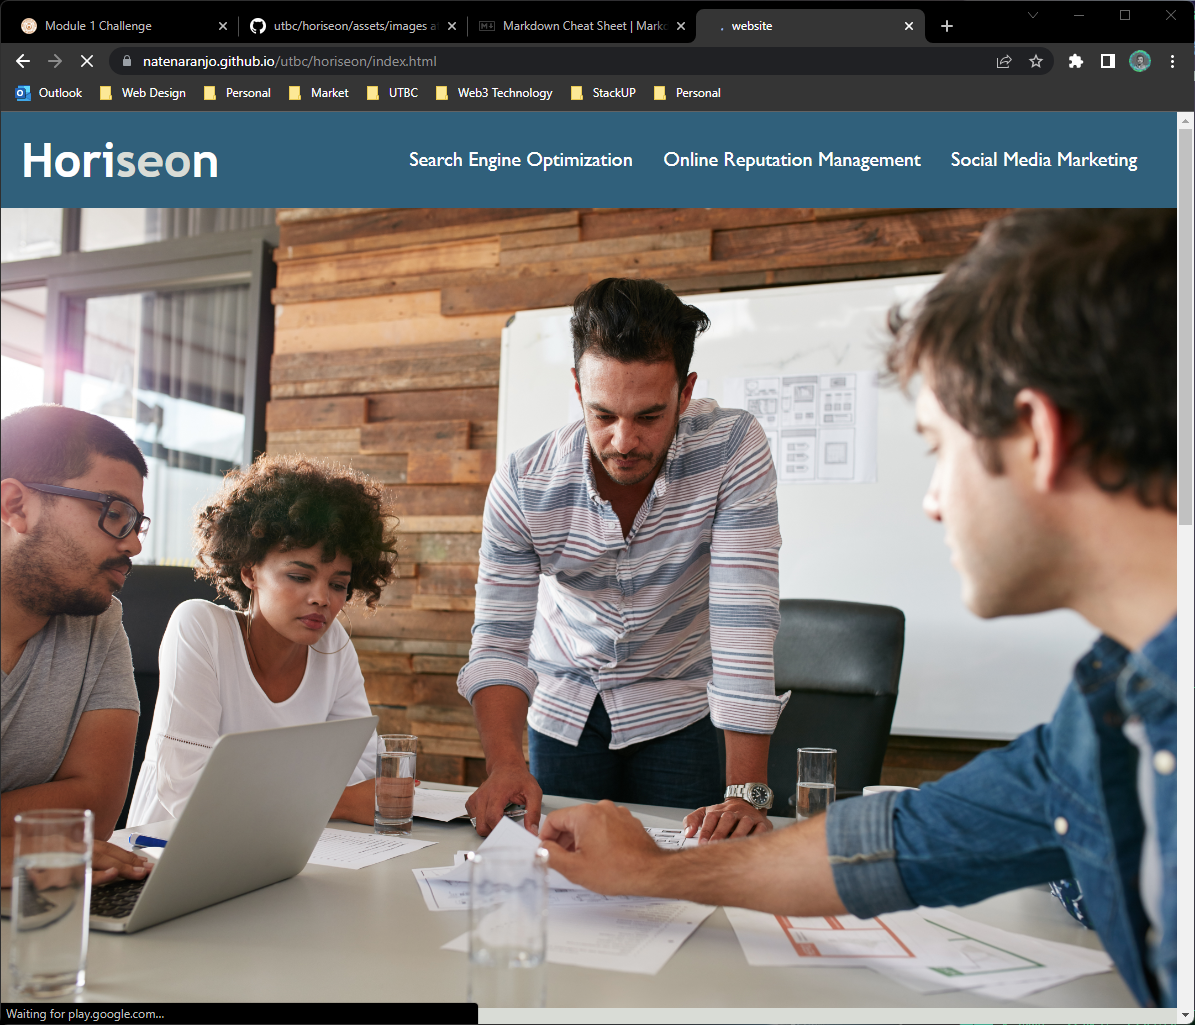 Module 1 Challenge
utbc/horiseon/assets/images a
Markdown Cheat Sheet | Mark
website
natenaranjo.github.io/utbc/horiseon/index.html
Outlook
Web Design
Personal
Market
UTBC
Web3 Technology
StackUP
Personal
Horiseon
Search Engine Optimization
Online Reputation Management
Social Media Marketing
Waiting for play.google.com...